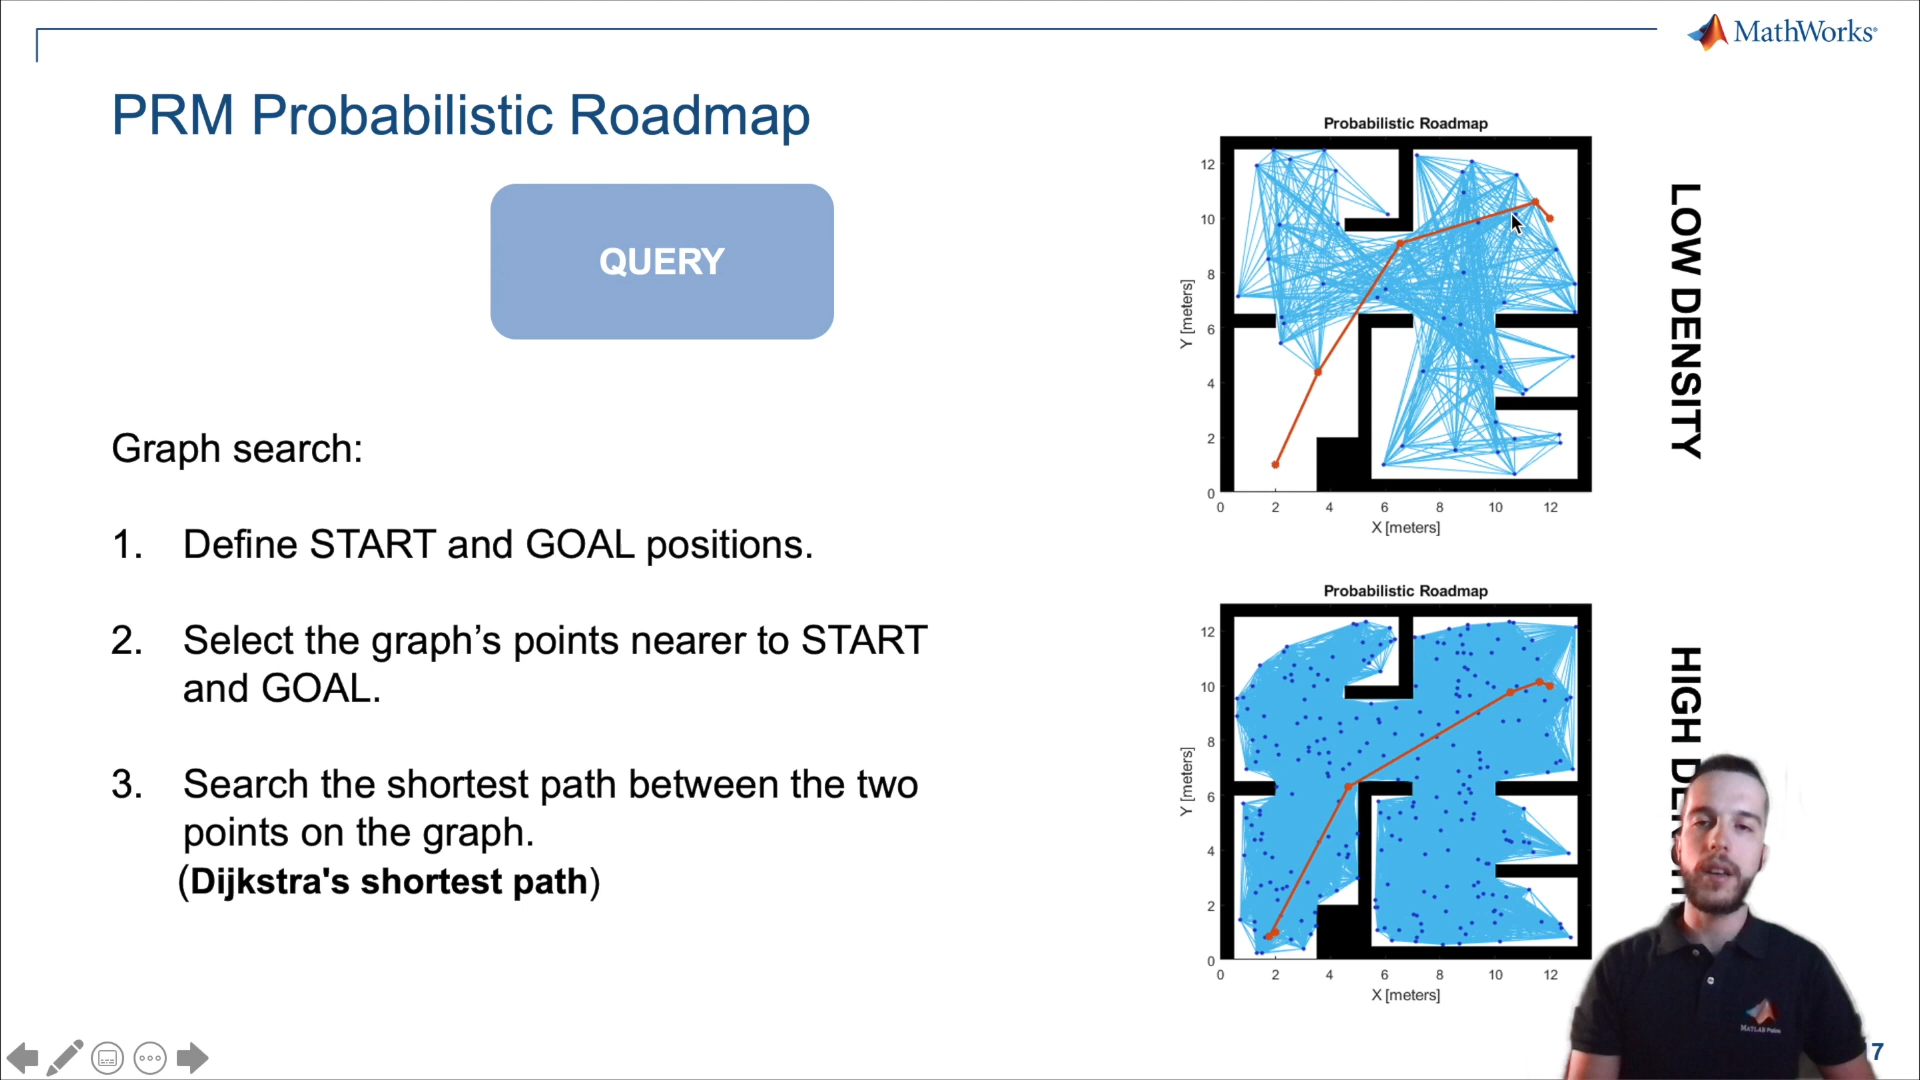 MathWorks®
PRM Probabilistic Roadmap
QUERY
Graph search:
1. Define START and GOAL positions.
2. Select the graph’s points nearer to START
and GOAL.
3. Search the shortest path between the two
points on the graph.
(Dijkstra's shortest path)
Probabilistic Roadmap
12
10
8
6
4
2
0
Y [meters]
0 2 4 6 8 10 12
X [meters]
LOW DENSITY
Probabilistic Roadmap
12
10
8
6
4
2
0
Y [meters]
0 2 4 6 8 10 12
X [meters]
HIGH
MATLAB
7